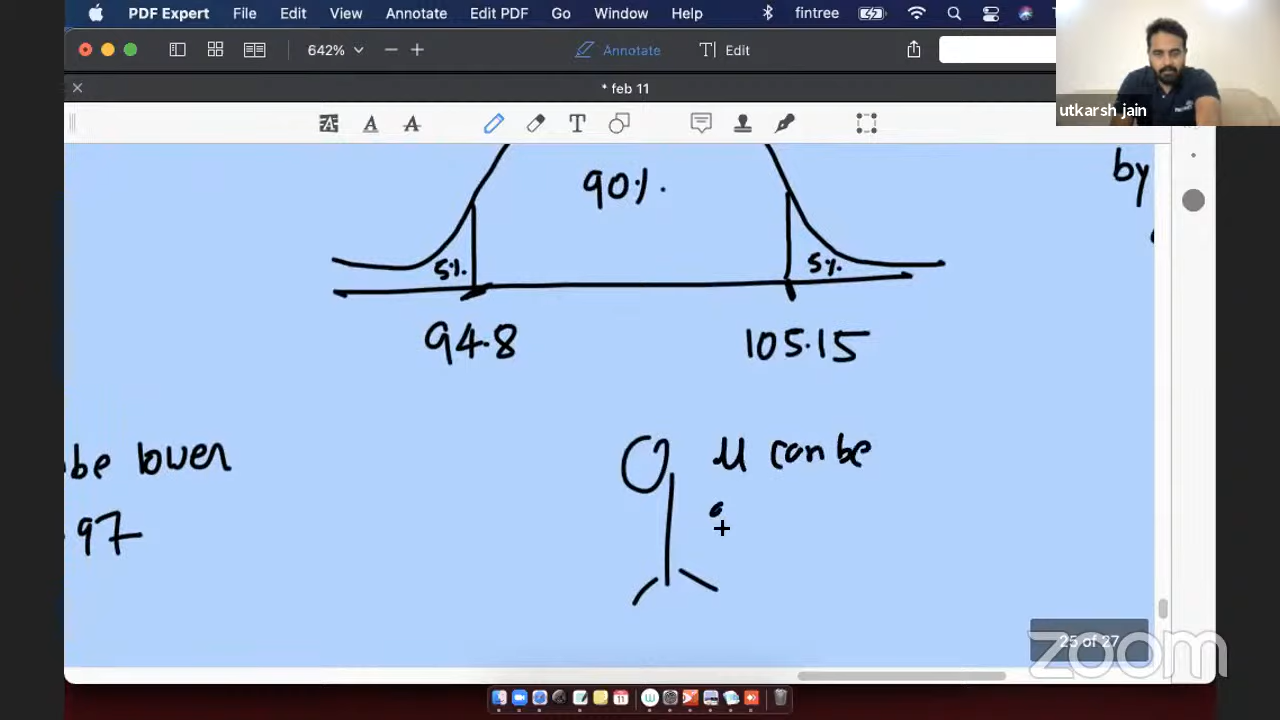 PDF Expert File Edit View Annotate Edit PDF Go Window Help fintree
642% Annotate T Edit
utkarsh jain
* feb 11
90%.
by
5%. 5%.
94.8 105.15
be lower
97
μ can be
25 of 27
zoom